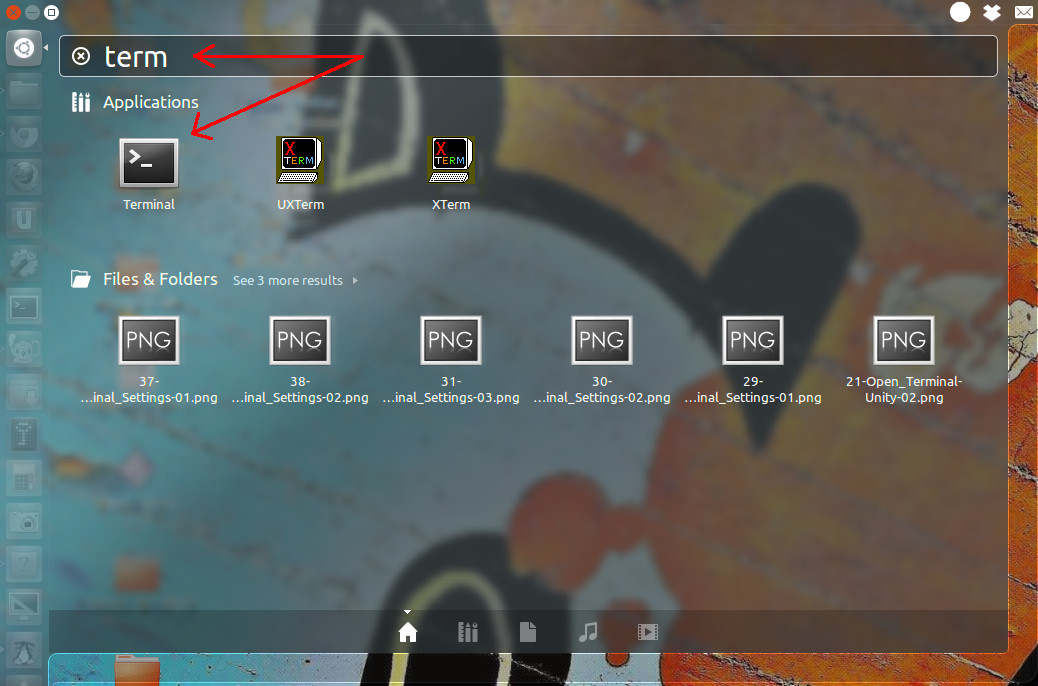 term
Applications
Terminal
UXTerm
XTerm
Files & Folders See 3 more results
PNG PNG PNG PNG PNG PNG
37-
...inal_Settings-01.png
38-
...inal_Settings-02.png
31-
...inal_Settings-03.png
30-
...inal_Settings-02.png
29-
...inal_Settings-01.png
21-Open_Terminal-
Unity-02.png
X
TERM
X
TERM